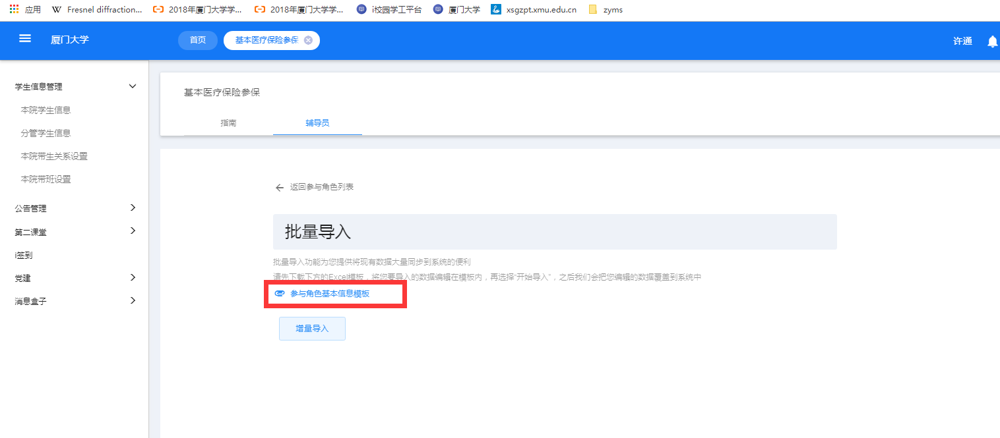 应用 Fresnel diffraction... 2018年厦门大学学... 2018年厦门大学学... i校园学工平台 厦门大学 xsgzpt.xmu.edu.cn zyms
厦门大学 首页 基本医疗保险参保 许通
学生信息管理
本院学生信息
分管学生信息
本院带生关系设置
本院带班设置
公告管理
第二课堂
i签到
党建
消息盒子
基本医疗保险参保
指南 辅导员
返回参与角色列表
批量导入
批量导入功能为您提供将现有数据大量同步到系统的便利
请先下载下方的Excel模板，将您要导入的数据编辑在模板内，再选择“开始导入”，之后我们会把您编辑的数据覆盖到系统中
参与角色基本信息模板
增量导入